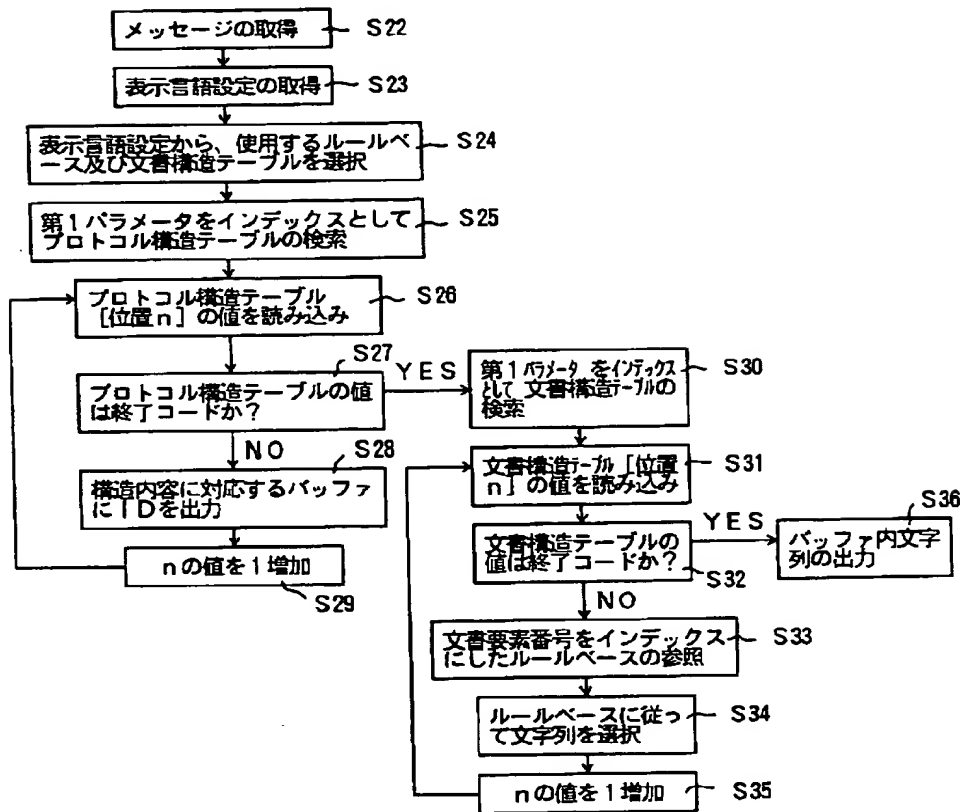 メッセージの取得
S22
表示言語設定の取得
S23
表示言語設定から、使用するルールベ
ース及び文書構造テーブルを選択
S24
第1パラメータをインデックスとして
プロトコル構造テーブルの検索
S25
プロトコル構造テーブル
[位置n]の値を読み込み
S26
S27
プロトコル構造テーブルの値
は終了コードか?
YES
NO
S28
構造内容に対応するバッファ
にIDを出力
nの値を1増加
S29
第1パラメータ をインデックス
として 文書構造テーブルの
検索
S30
文書構造テーブル[位置
n]の値を読み込み
S31
文書構造テーブルの
値は終了コードか?
S32
YES
S36
バッファ内文字
列の出力
NO
文書要素番号をインデックス
にしたルールベースの参照
S33
ルールベースに従っ
て文字列を選択
S34
nの値を1増加
S35